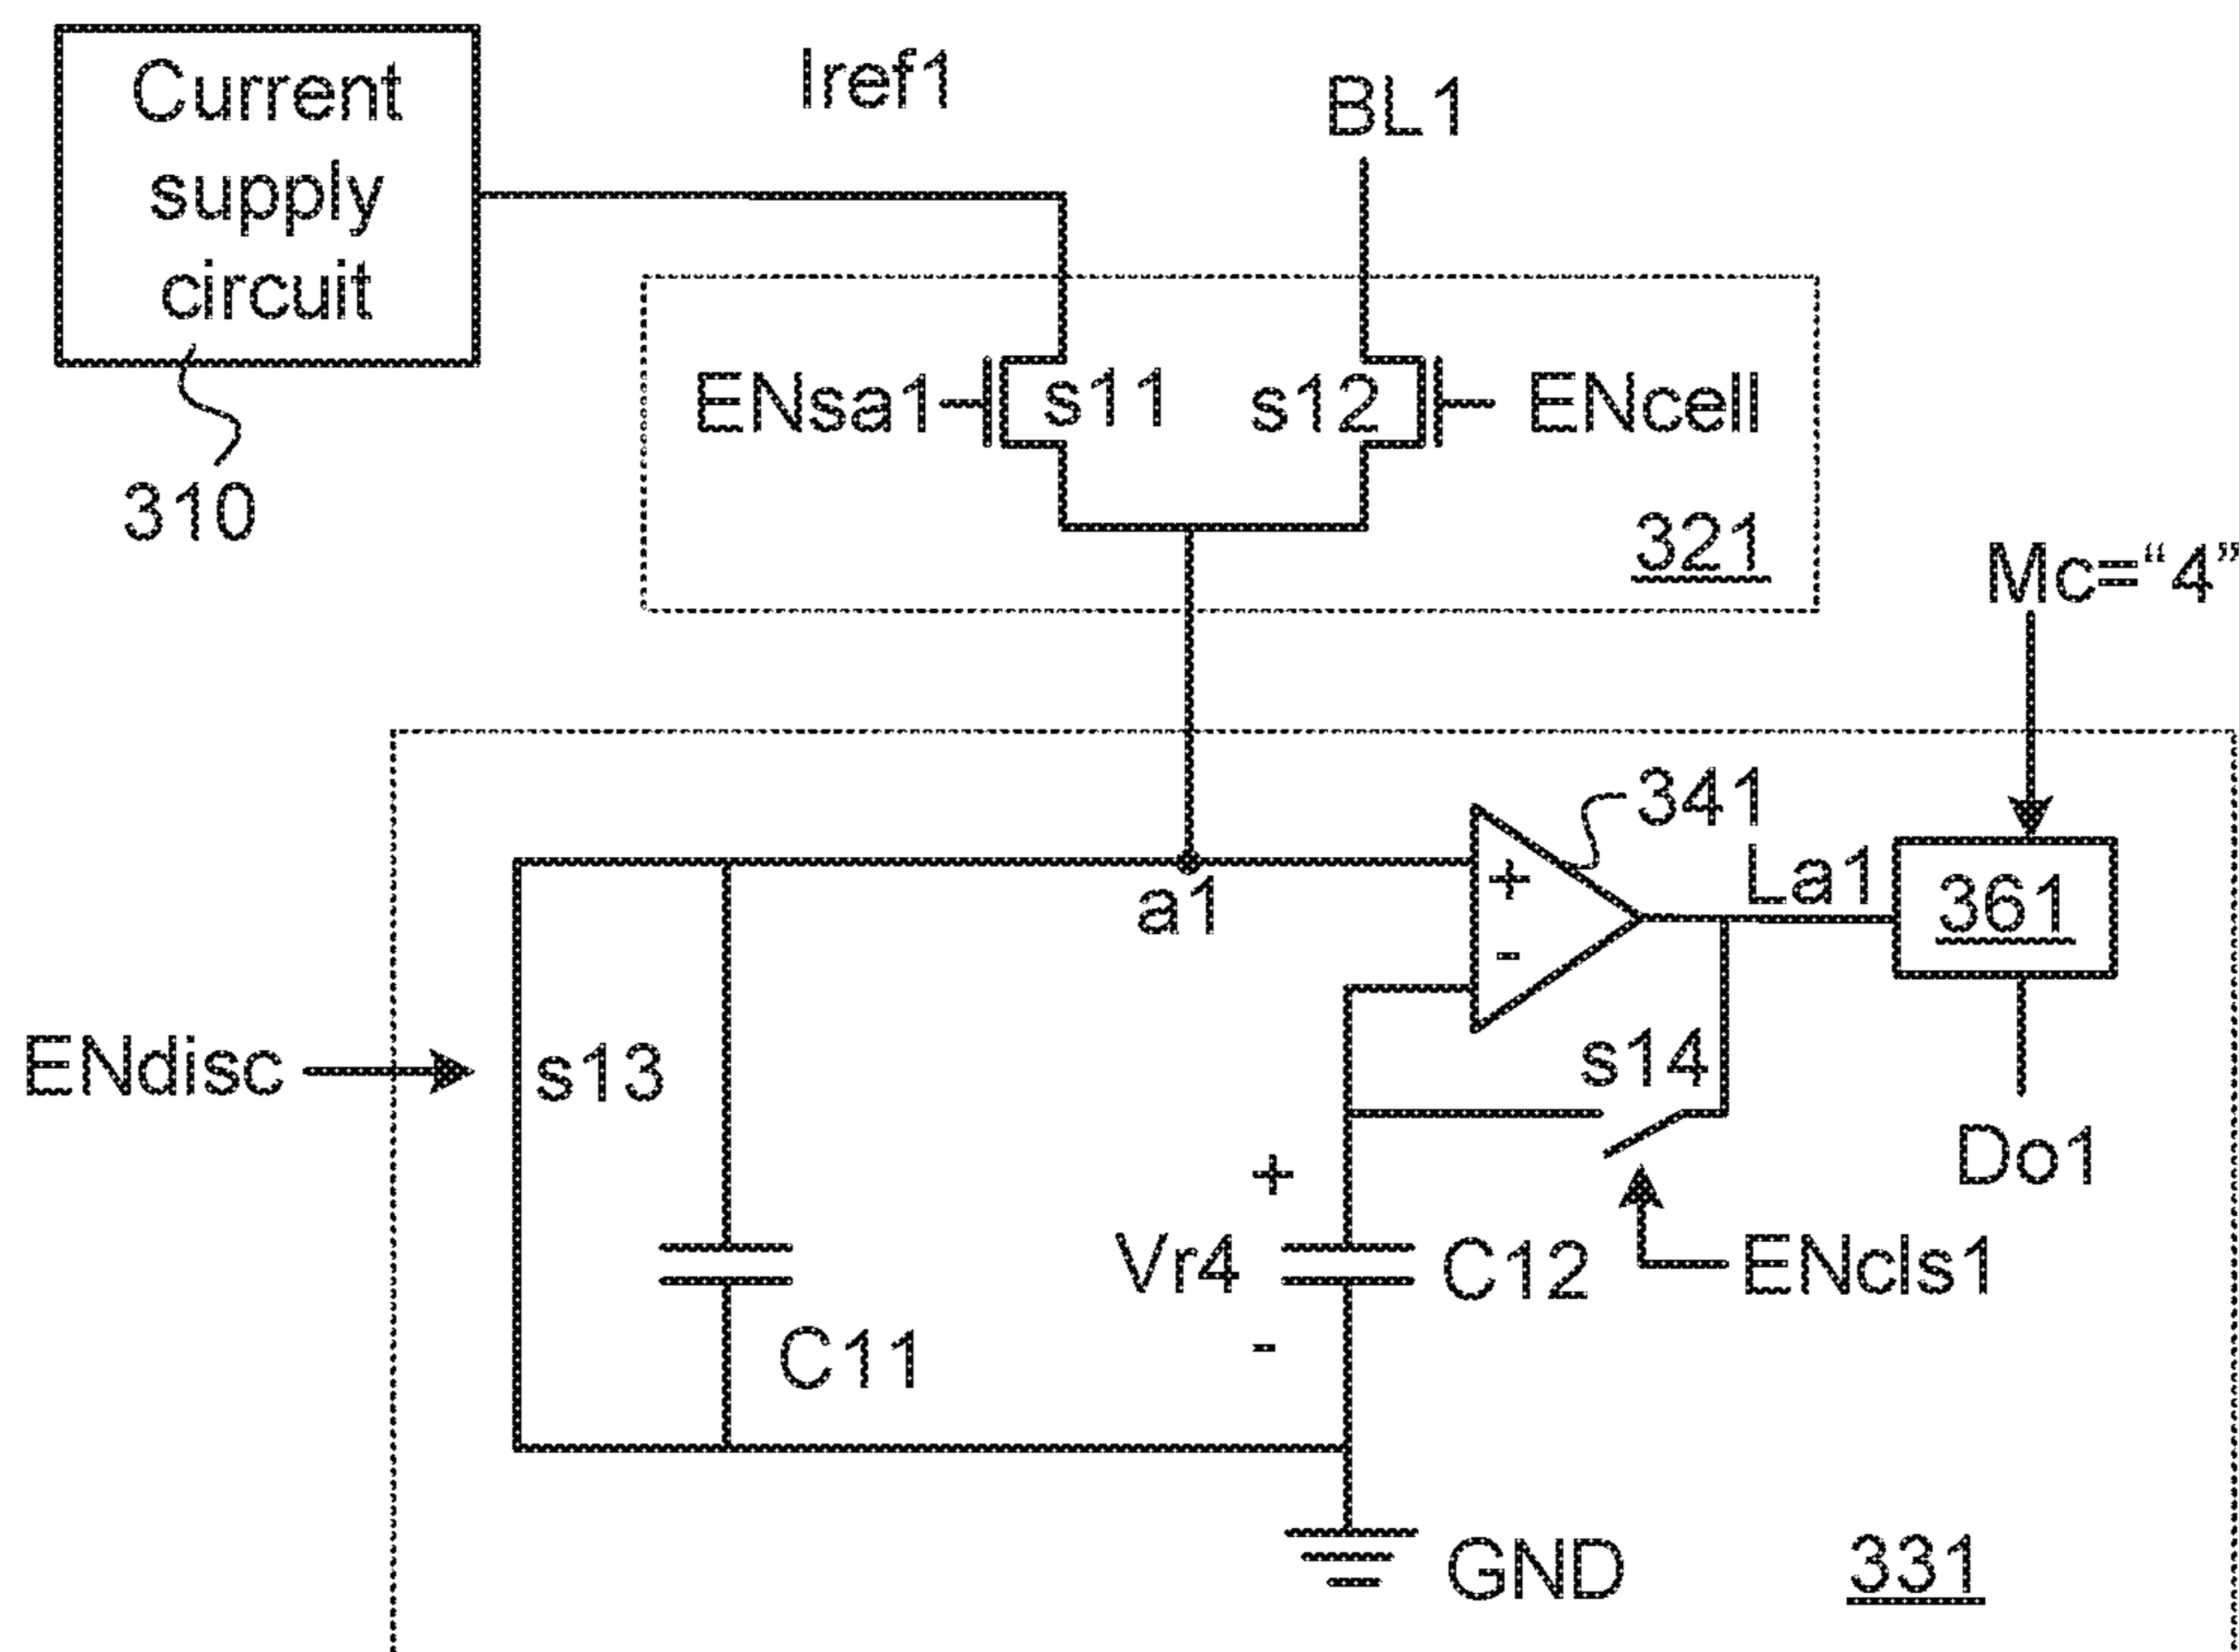 Current
supply
circuit
310
Iref1
BL1
ENsa1
s11
s12
ENcell
321
Mc=“4”
341
a1
+
-
La1
361
ENdisc
s13
s14
Do1
+
Vr4
-
C12
ENcls1
C11
GND
331